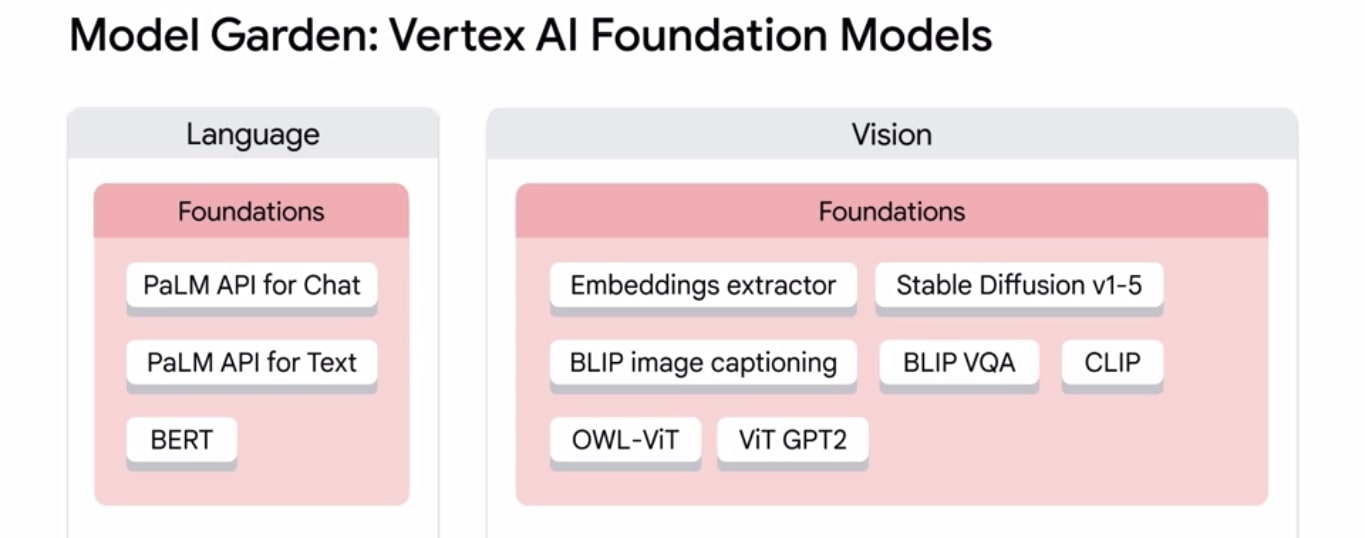 Model Garden: Vertex AI Foundation Models
Language
Foundations
PaLM API for Chat
PaLM API for Text
BERT
Vision
Foundations
Embeddings extractor
Stable Diffusion v1-5
BLIP image captioning
BLIP VQA
CLIP
OWL-ViT
ViT GPT2